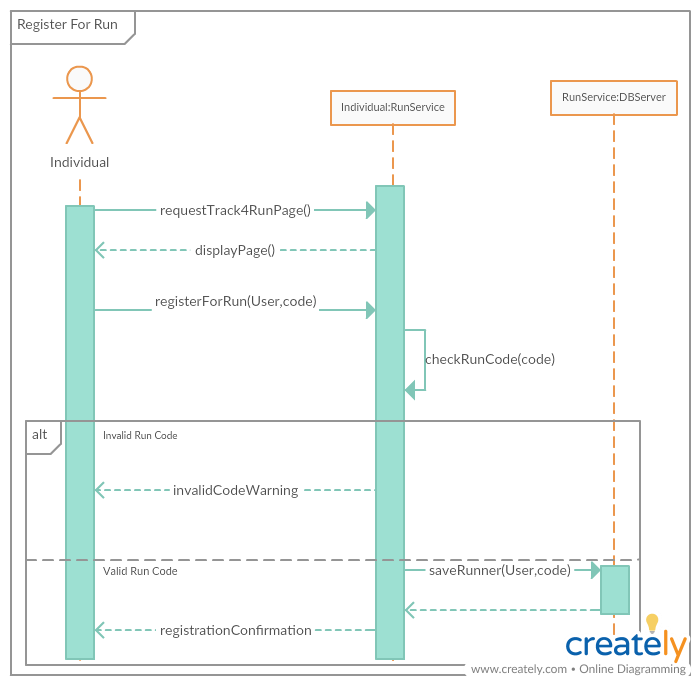 Register For Run
Individual
Individual:RunService
RunService:DBServer
requestTrack4RunPage()
displayPage()
registerForRun(User,code)
checkRunCode(code)
alt
Invalid Run Code
invalidCodeWarning
Valid Run Code
saveRunner(User,code)
registrationConfirmation
creately
www.creately.com • Online Diagramming